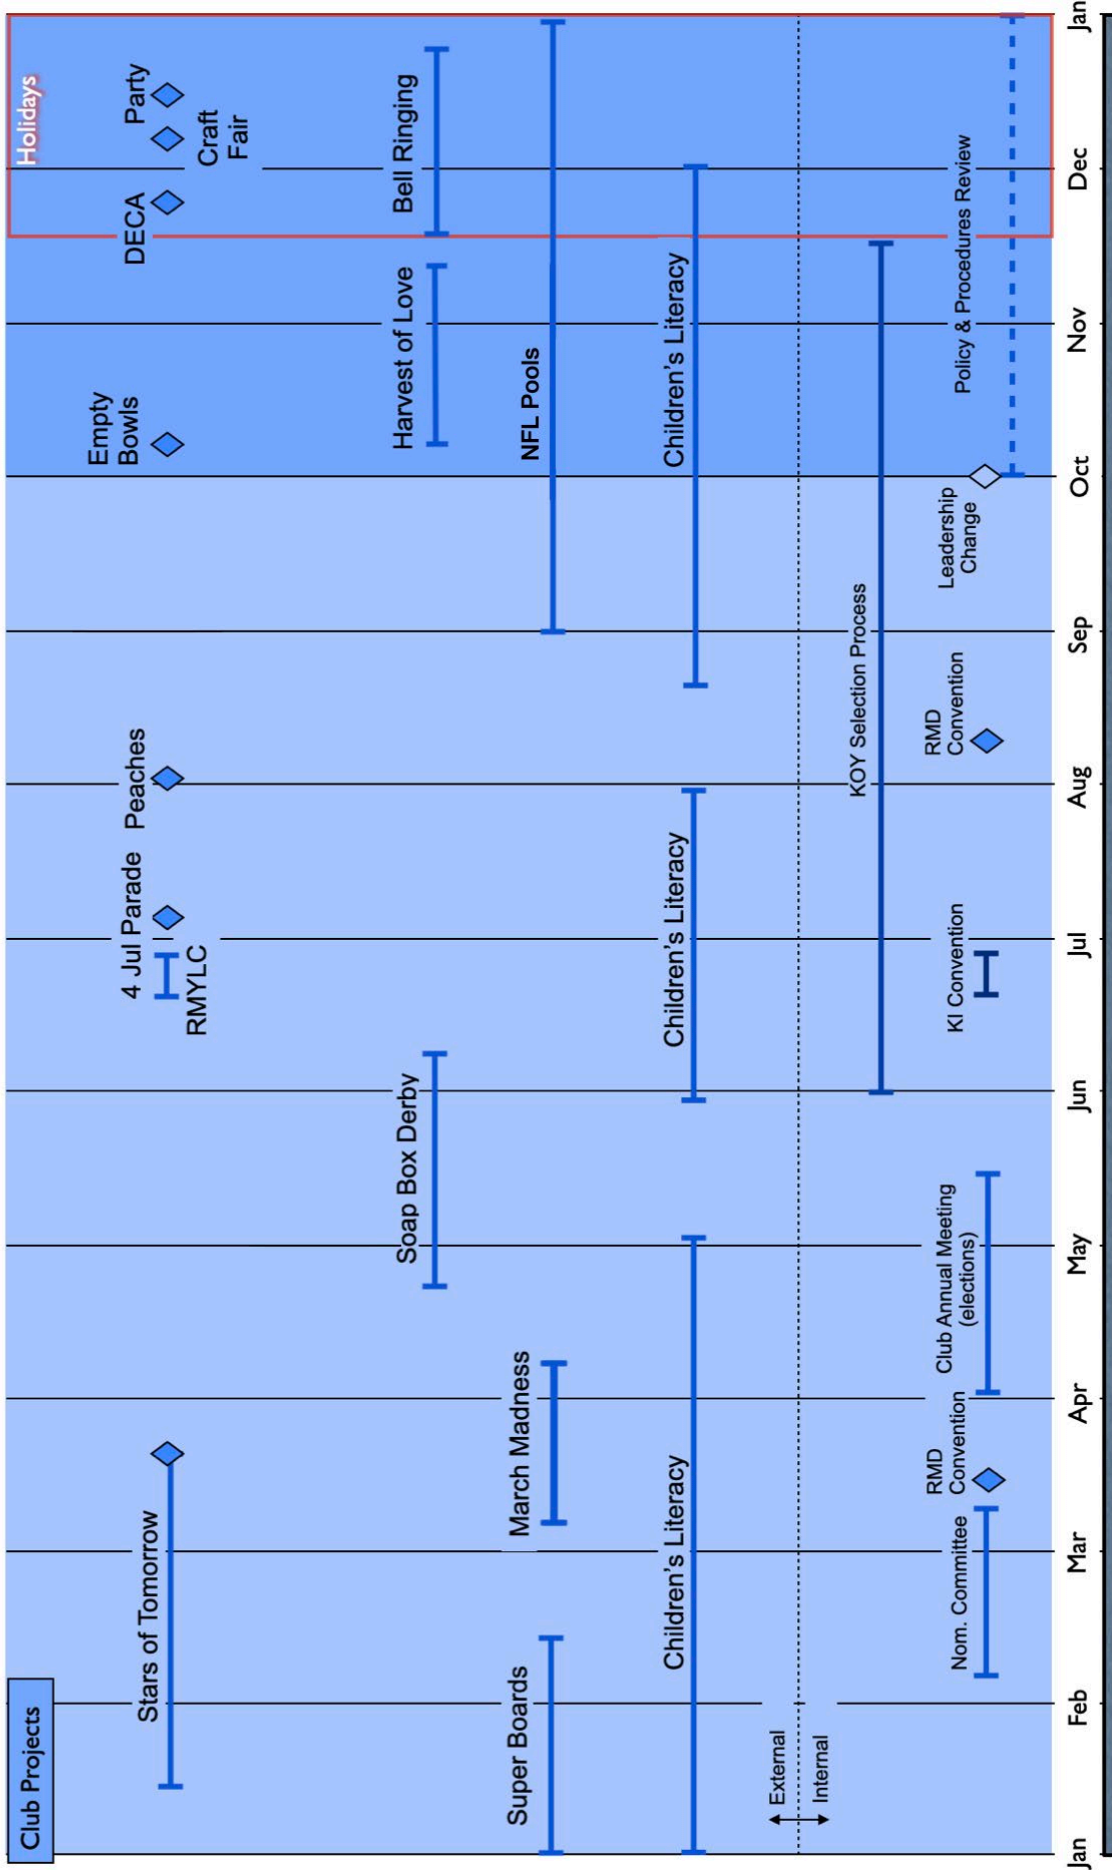 Club Projects
Holidays
Stars of Tomorrow
4 Jul Parade
RMYLC
Peaches
Empty
Bowls
DECA
Craft
Fair
Party
Soap Box Derby
Harvest of Love
Bell Ringing
Super Boards
March Madness
NFL Pools
Children's Literacy
Children's Literacy
Children's Literacy
External
Internal
KOY Selection Process
Nom. Committee
RMD
Convention
Club Annual Meeting
(elections)
KI Convention
RMD
Convention
Leadership
Change
Policy & Procedures Review
Jan
Feb
Mar
Apr
May
Jun
Jul
Aug
Sep
Oct
Nov
Dec
Jan